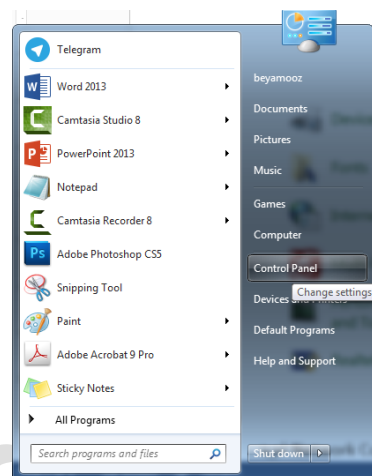 Telegram
Word 2013
Camtasia Studio 8
PowerPoint 2013
Notepad
Camtasia Recorder 8
Adobe Photoshop CS5
Snipping Tool
Paint
Adobe Acrobat 9 Pro
Sticky Notes
All Programs
Search programs and files
beyamooz
Documents
Pictures
Music
Games
Computer
Control Panel
Change settings
Devices and Printers
Default Programs
Help and Support
Shut down